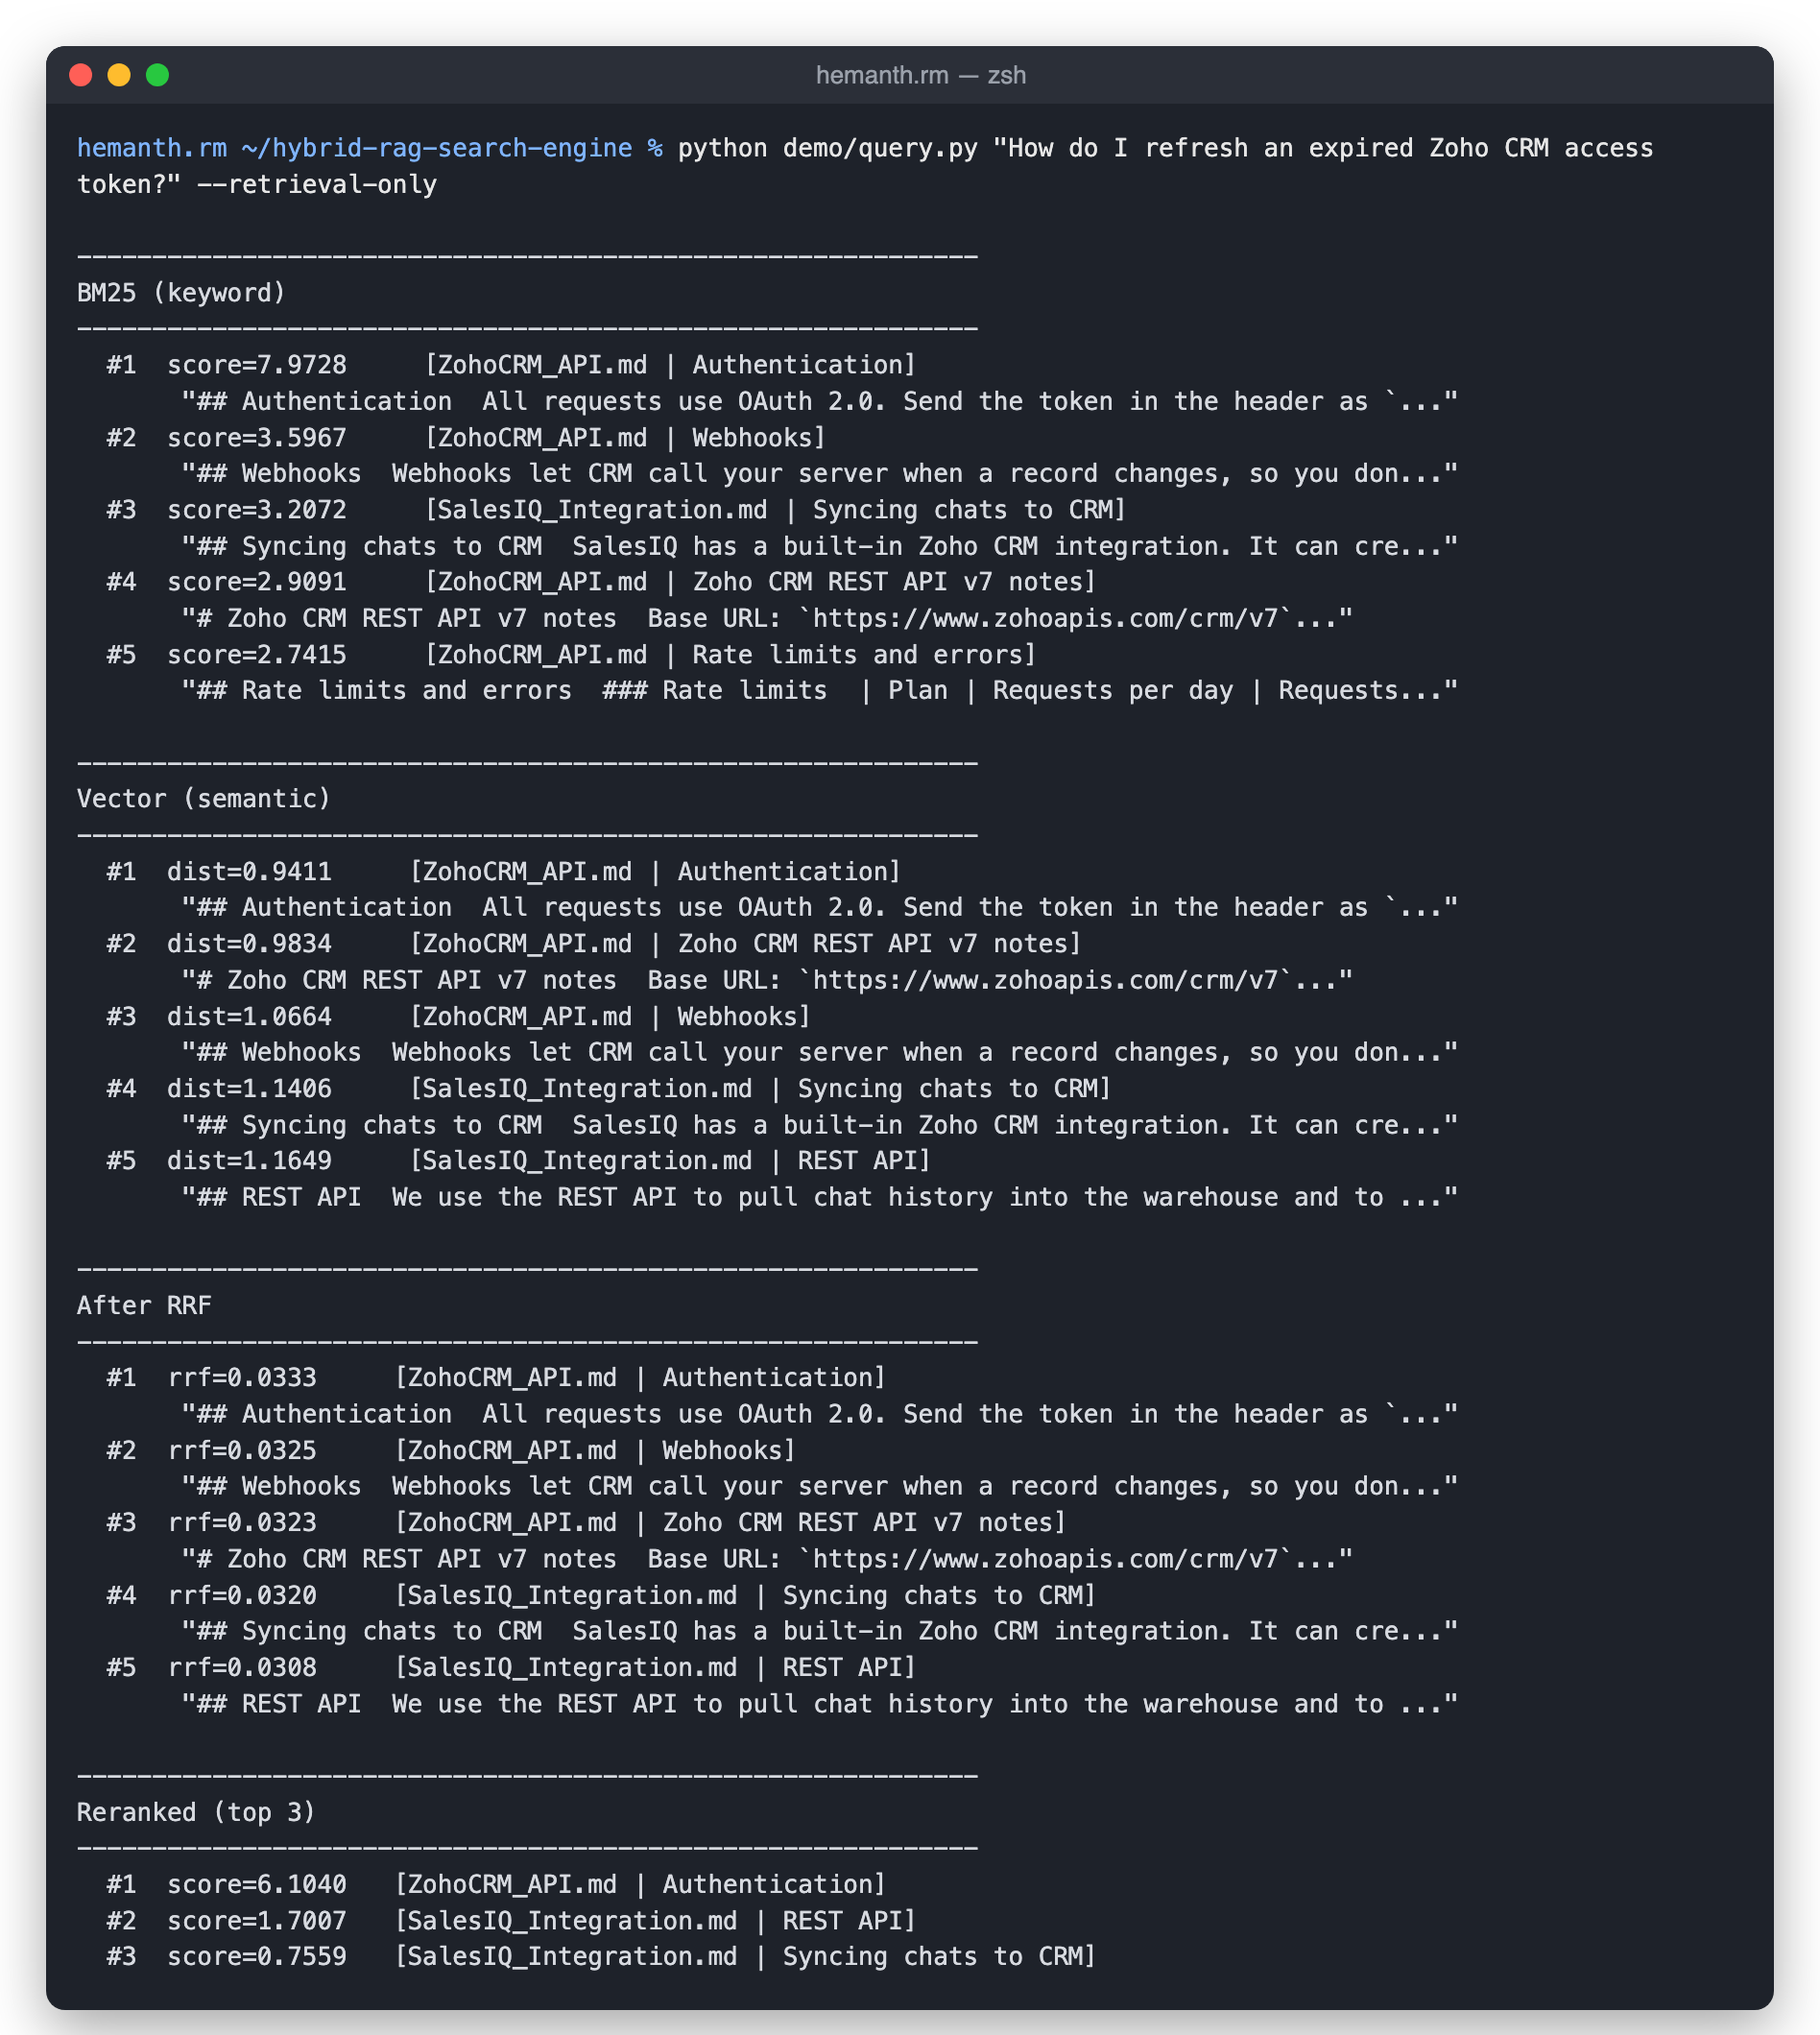 hemanth.rm — zsh
hemanth.rm ~/hybrid-rag-search-engine % python demo/query.py "How do I refresh an expired Zoho CRM access
token?" --retrieval-only
------------------------------------------------------------
BM25 (keyword)
------------------------------------------------------------
#1 score=7.9728 [ZohoCRM_API.md | Authentication]
"## Authentication  All requests use OAuth 2.0. Send the token in the header as `..."
#2 score=3.5967 [ZohoCRM_API.md | Webhooks]
"## Webhooks  Webhooks let CRM call your server when a record changes, so you don..."
#3 score=3.2072 [SalesIQ_Integration.md | Syncing chats to CRM]
"## Syncing chats to CRM  SalesIQ has a built-in Zoho CRM integration. It can cre..."
#4 score=2.9091 [ZohoCRM_API.md | Zoho CRM REST API v7 notes]
"# Zoho CRM REST API v7 notes  Base URL: `https://www.zohoapis.com/crm/v7`..."
#5 score=2.7415 [ZohoCRM_API.md | Rate limits and errors]
"## Rate limits and errors  ### Rate limits  | Plan | Requests per day | Requests..."
------------------------------------------------------------
Vector (semantic)
------------------------------------------------------------
#1 dist=0.9411 [ZohoCRM_API.md | Authentication]
"## Authentication  All requests use OAuth 2.0. Send the token in the header as `..."
#2 dist=0.9834 [ZohoCRM_API.md | Zoho CRM REST API v7 notes]
"# Zoho CRM REST API v7 notes  Base URL: `https://www.zohoapis.com/crm/v7`..."
#3 dist=1.0664 [ZohoCRM_API.md | Webhooks]
"## Webhooks  Webhooks let CRM call your server when a record changes, so you don..."
#4 dist=1.1406 [SalesIQ_Integration.md | Syncing chats to CRM]
"## Syncing chats to CRM  SalesIQ has a built-in Zoho CRM integration. It can cre..."
#5 dist=1.1649 [SalesIQ_Integration.md | REST API]
"## REST API  We use the REST API to pull chat history into the warehouse and to ..."
------------------------------------------------------------
After RRF
------------------------------------------------------------
#1 rrf=0.0333 [ZohoCRM_API.md | Authentication]
"## Authentication  All requests use OAuth 2.0. Send the token in the header as `..."
#2 rrf=0.0325 [ZohoCRM_API.md | Webhooks]
"## Webhooks  Webhooks let CRM call your server when a record changes, so you don..."
#3 rrf=0.0323 [ZohoCRM_API.md | Zoho CRM REST API v7 notes]
"# Zoho CRM REST API v7 notes  Base URL: `https://www.zohoapis.com/crm/v7`..."
#4 rrf=0.0320 [SalesIQ_Integration.md | Syncing chats to CRM]
"## Syncing chats to CRM  SalesIQ has a built-in Zoho CRM integration. It can cre..."
#5 rrf=0.0308 [SalesIQ_Integration.md | REST API]
"## REST API  We use the REST API to pull chat history into the warehouse and to ..."
------------------------------------------------------------
Reranked (top 3)
------------------------------------------------------------
#1 score=6.1040 [ZohoCRM_API.md | Authentication]
#2 score=1.7007 [SalesIQ_Integration.md | REST API]
#3 score=0.7559 [SalesIQ_Integration.md | Syncing chats to CRM]